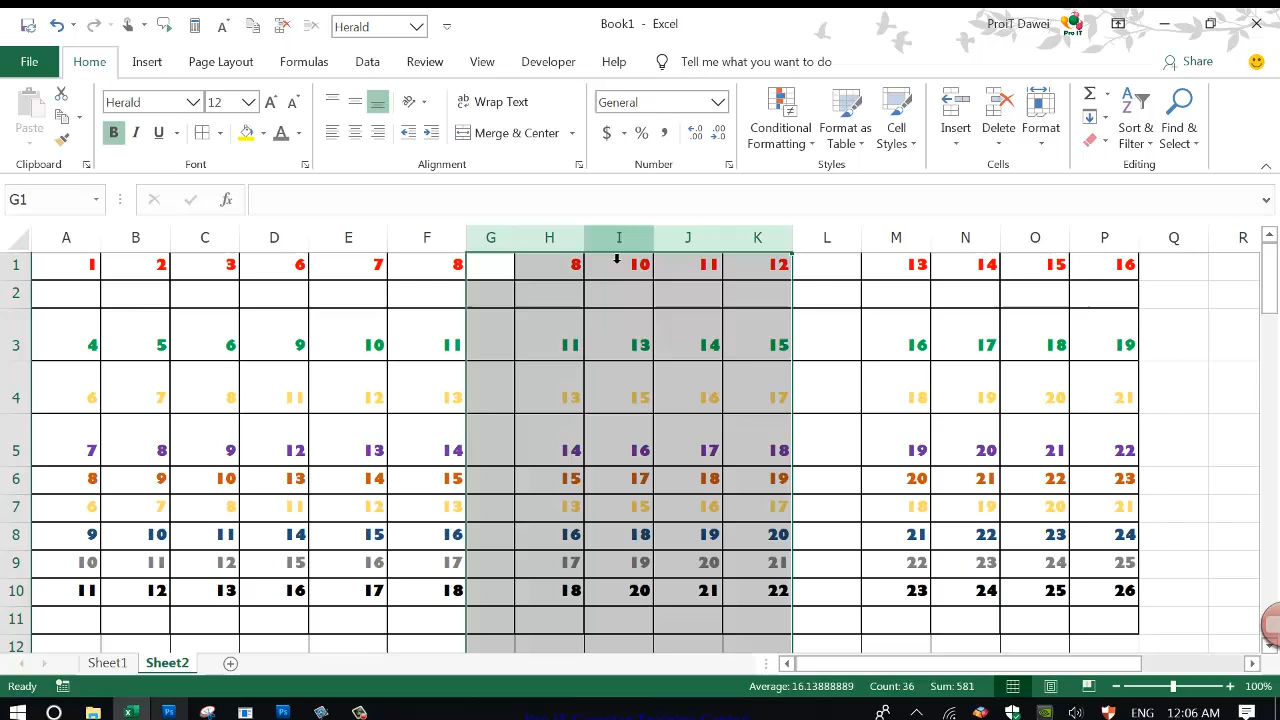 Herald
Book1 - Excel
ProIT Dawei
Pro IT
File Home Insert Page Layout Formulas Data Review View Developer Help Tell me what you want to do Share
Paste
Herald 12
B I U
Wrap Text
Merge & Center
General
$ % ,
Conditional Formatting
Format as Table
Cell Styles
Insert Delete Format
Sort & Filter
Find & Select
Clipboard Font Alignment Number Styles Cells Editing
G1 fx
A B C D E F G H I J K L M N O P Q R
1 1 2 3 6 7 8 8 10 11 12 13 14 15 16
2
3 4 5 6 9 10 11 11 13 14 15 16 17 18 19
4 6 7 8 11 12 13 13 15 16 17 18 19 20 21
5 7 8 9 12 13 14 14 16 17 18 19 20 21 22
6 8 9 10 13 14 15 15 17 18 19 20 21 22 23
7 6 7 8 11 12 13 13 15 16 17 18 19 20 21
8 9 10 11 14 15 16 16 18 19 20 21 22 23 24
9 10 11 12 15 16 17 17 19 20 21 22 23 24 25
10 11 12 13 16 17 18 18 20 21 22 23 24 25 26
11
12
Sheet1 Sheet2
Ready Average: 16.13888889 Count: 36 Sum: 581 100%
ENG 12:06 AM